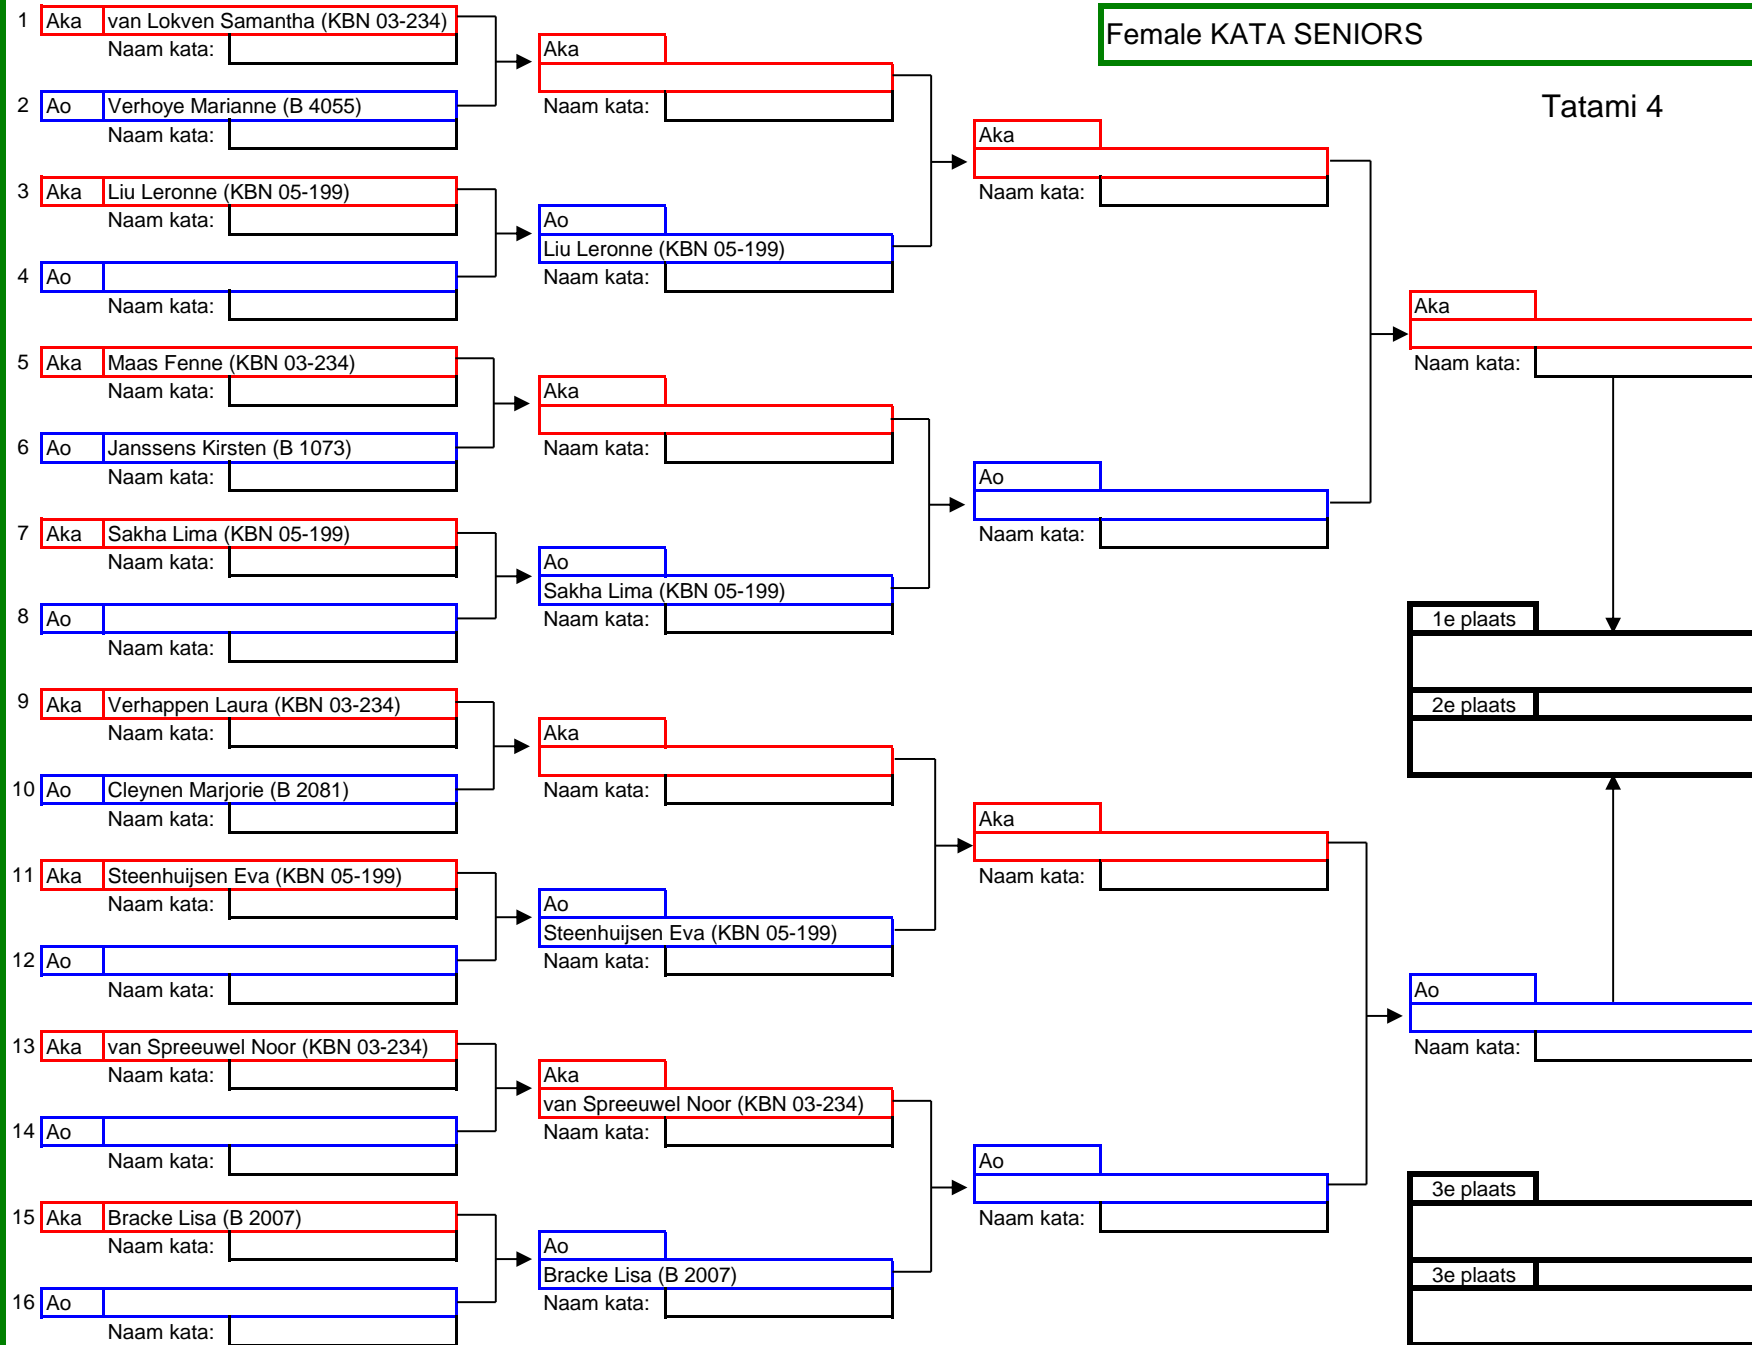 Female KATA SENIORS
Tatami 4
1 Aka van Lokven Samantha (KBN 03-234)
Naam kata:
2 Ao Verhoye Marianne (B 4055)
Naam kata:
3 Aka Liu Leronne (KBN 05-199)
Naam kata:
4 Ao
Naam kata:
5 Aka Maas Fenne (KBN 03-234)
Naam kata:
6 Ao Janssens Kirsten (B 1073)
Naam kata:
7 Aka Sakha Lima (KBN 05-199)
Naam kata:
8 Ao
Naam kata:
9 Aka Verhappen Laura (KBN 03-234)
Naam kata:
10 Ao Cleynen Marjorie (B 2081)
Naam kata:
11 Aka Steenhuijsen Eva (KBN 05-199)
Naam kata:
12 Ao
Naam kata:
13 Aka van Spreeuwel Noor (KBN 03-234)
Naam kata:
14 Ao
Naam kata:
15 Aka Bracke Lisa (B 2007)
Naam kata:
16 Ao
Naam kata:
Aka
Naam kata:
Ao
Liu Leronne (KBN 05-199)
Naam kata:
Aka
Naam kata:
Ao
Sakha Lima (KBN 05-199)
Naam kata:
Aka
Naam kata:
Ao
Steenhuijsen Eva (KBN 05-199)
Naam kata:
Aka
van Spreeuwel Noor (KBN 03-234)
Naam kata:
Ao
Bracke Lisa (B 2007)
Naam kata:
Aka
Naam kata:
Ao
Naam kata:
Aka
Naam kata:
Ao
Naam kata:
Aka
Naam kata:
1e plaats
2e plaats
Ao
Naam kata:
3e plaats
3e plaats